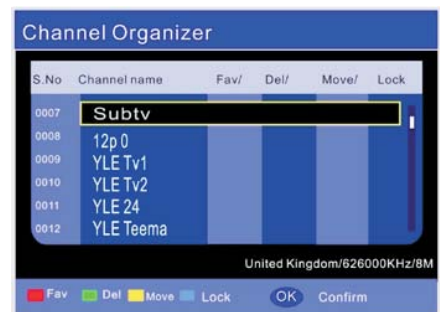 Channel Organizer
S.No Channel name Fav/ Del/ Move/ Lock
0007 Subtv
0008 12p 0
0009 YLE Tv1
0010 YLE Tv2
0011 YLE 24
0012 YLE Teema
United Kingdom/626000KHz/8M
Fav Del Move Lock OK Confirm